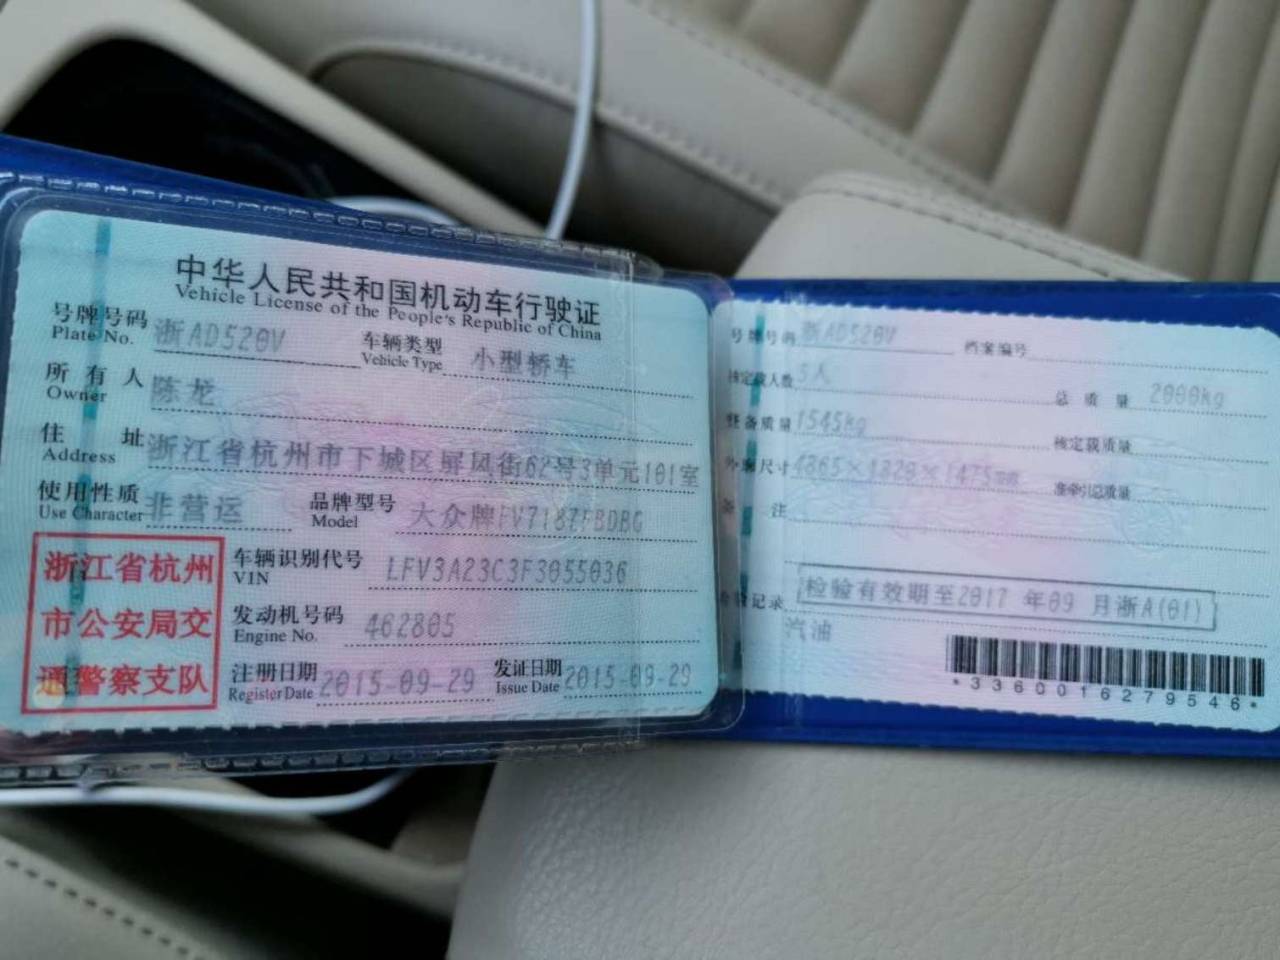 中华人民共和国机动车行驶证
Vehicle License of the People's Republic of China
号牌号码 浙AD520V 车辆类型 小型轿车
Plate No. Vehicle Type
所有人 陈龙
Owner
住址 浙江省杭州市下城区屏风街62号3单元101室
Address
使用性质 非营运 品牌型号 大众牌FV7187FBDBG
Use Character Model
浙江省杭州
市公安局交
通警察支队
车辆识别代号 LFV3A23C3F3055036
VIN
发动机号码 462805
Engine No.
注册日期 2015-09-29 发证日期 2015-09-29
Register Date Issue Date
号牌号码 浙AD520V 档案编号
核定载人数 5人 总质量 2000kg
整备质量 1545kg 核定载质量
外廓尺寸 4865×1820×1475mm 准牵引总质量
备注
检验记录 检验有效期至2017年09月浙A(01)
汽油
*3360016279546*